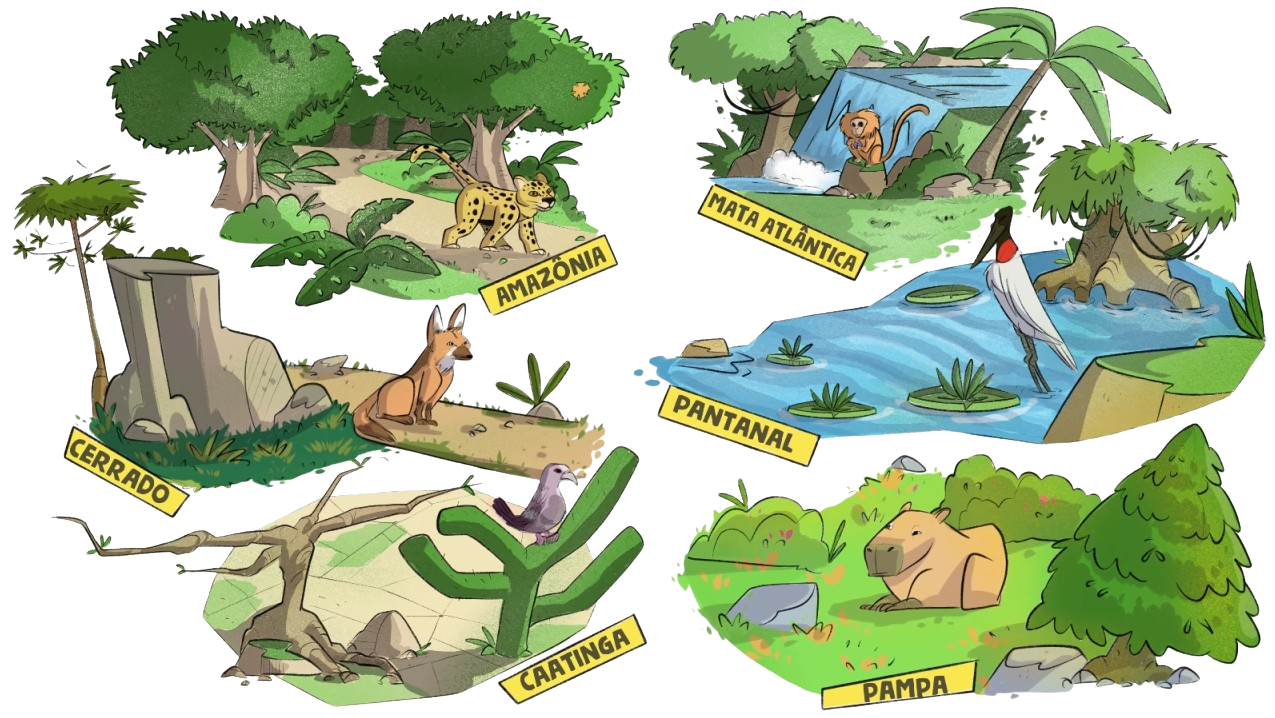 AMAZÔNIA
MATA ATLÂNTICA
CERRADO
PANTANAL
CAATINGA
PAMPA